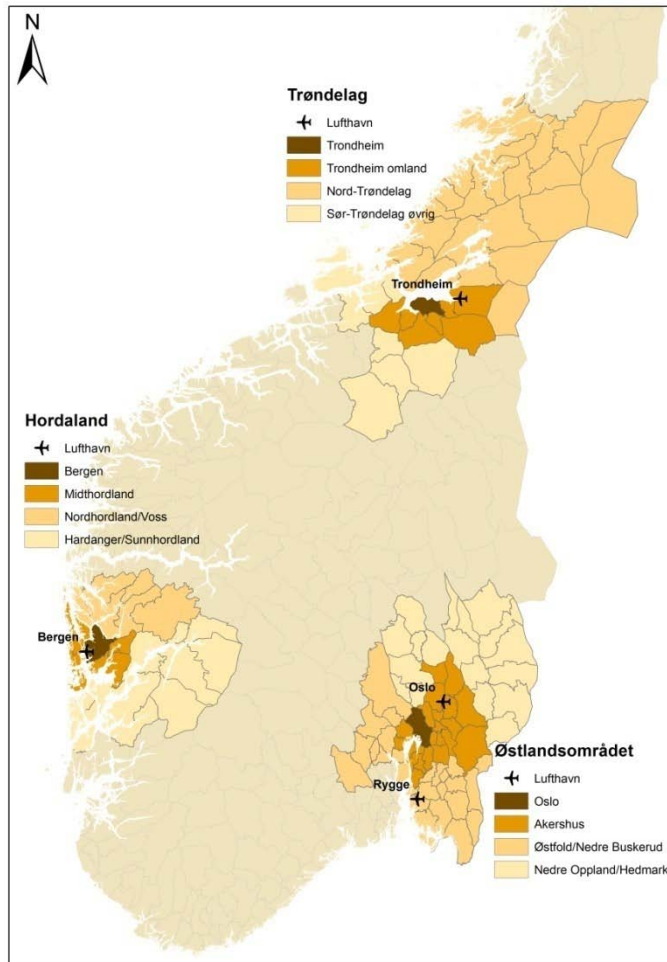 N
Trøndelag
Lufthavn
Trondheim
Trondheim omland
Nord-Trøndelag
Sør-Trøndelag øvrig
Trondheim
Hordaland
Lufthavn
Bergen
Midthordland
Nordhordland/Voss
Hardanger/Sunnhordland
Bergen
Oslo
Rygge
Østlandsområdet
Lufthavn
Oslo
Akershus
Østfold/Nedre Buskerud
Nedre Oppland/Hedmark